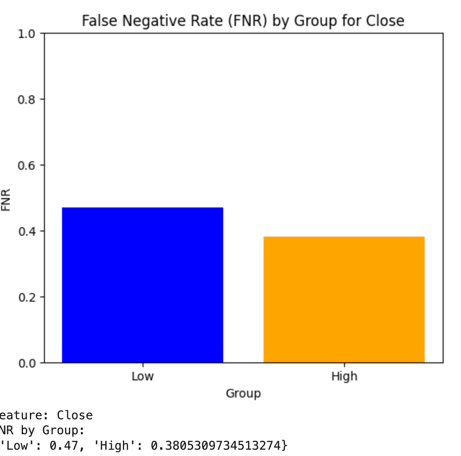 False Negative Rate (FNR) by Group for Close
1.0
0.8
0.6
0.4
0.2
0.0
FNR
Low
High
Group
eature: Close
NR by Group:
'Low': 0.47, 'High': 0.3805309734513274}